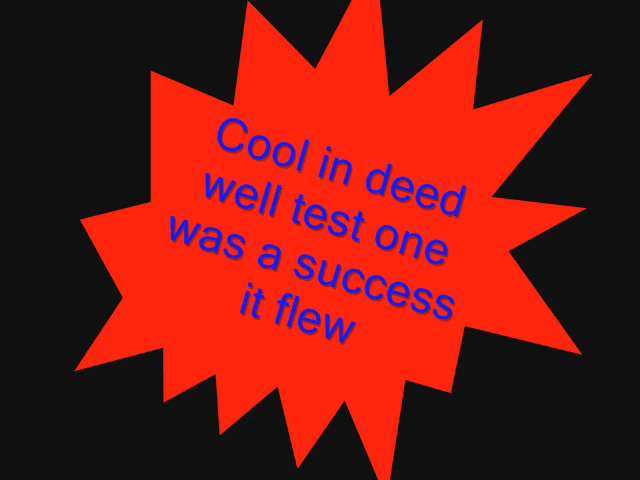 Cool in deed
well test one
was a success
it flew